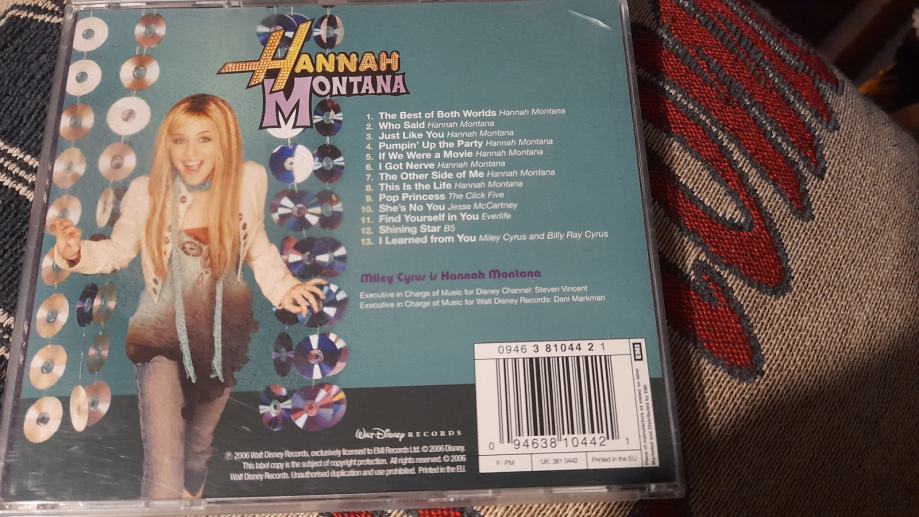 HANNAH
MONTANA
1. The Best of Both Worlds Hannah Montana
2. Who Said Hannah Montana
3. Just Like You Hannah Montana
4. Pumpin' Up the Party Hannah Montana
5. If We Were a Movie Hannah Montana
6. I Got Nerve Hannah Montana
7. The Other Side of Me Hannah Montana
8. This Is the Life Hannah Montana
9. Pop Princess The Click Five
10. She's No You Jesse McCartney
11. Find Yourself in You Everlife
12. Shining Star B5
13. I Learned from You Miley Cyrus and Billy Ray Cyrus
Miley Cyrus is Hannah Montana
Executive in Charge of Music for Disney Channel: Steven Vincent
Executive in Charge of Music for Walt Disney Records: Dani Markman
0946 3 81044 2 1
EMI
0 94638 10442 1
F: PM UK: 381 0442 Printed in the EU
Marketed and Distributed by EMI
Walt Disney RECORDS
℗ 2006 Walt Disney Records, exclusively licensed to EMI Records Ltd. © 2006 Disney.
This label copy is the subject of copyright protection. All rights reserved. © 2006
Walt Disney Records. Unauthorised duplication and use prohibited. Printed in the EU.